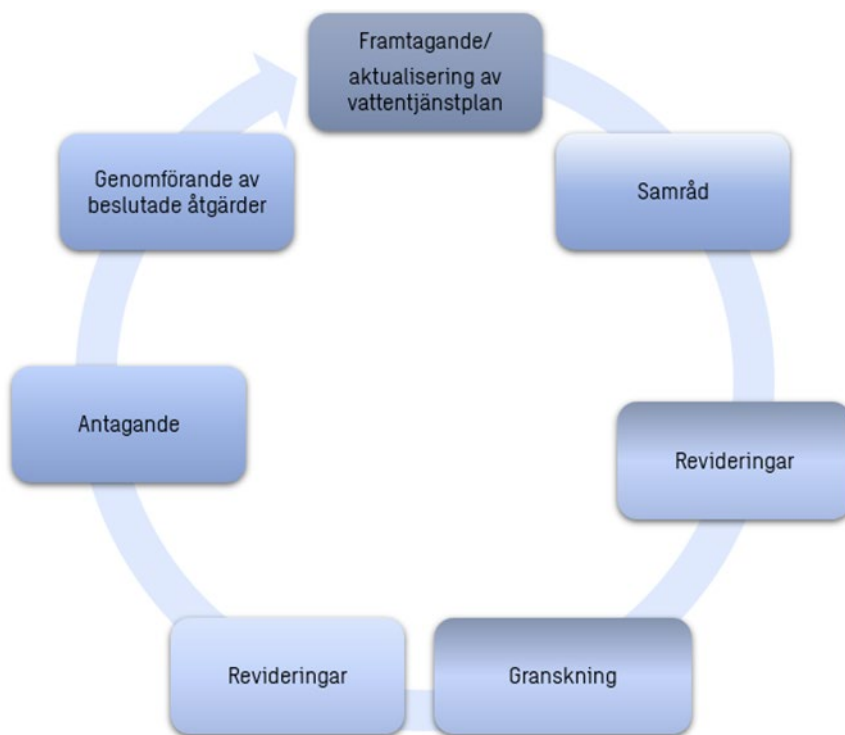 Framtagande/
aktualisering av
vattentjänstplan
Samråd
Revideringar
Granskning
Revideringar
Antagande
Genomförande av
beslutade åtgärder